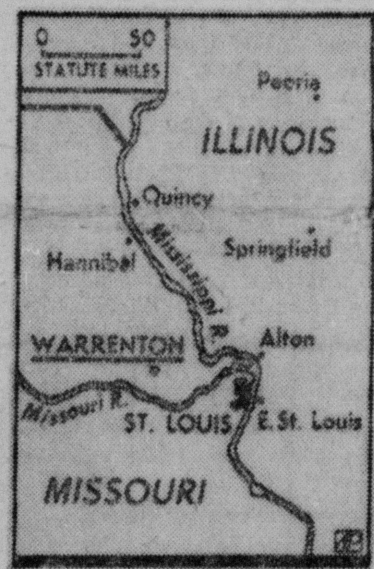 0 50
STATUTE MILES
Peoria
ILLINOIS
Quincy
Mississippi R.
Hannibal
Springfield
WARRENTON
Alton
Missouri R.
ST. LOUIS
E. St. Louis
MISSOURI